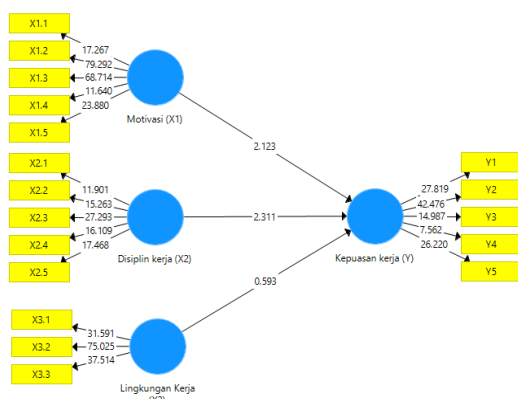 X1.1
X1.2
X1.3
X1.4
X1.5
17.267
79.292
68.714
11.640
23.880
Motivasi (X1)
2.123
X2.1
X2.2
X2.3
X2.4
X2.5
11.901
15.263
27.293
16.109
17.468
Disiplin kerja (X2)
2.311
X3.1
X3.2
X3.3
31.591
75.025
37.514
Lingkungan Kerja
0.593
Kepuasan kerja (Y)
27.819
42.476
14.987
7.562
26.220
Y1
Y2
Y3
Y4
Y5